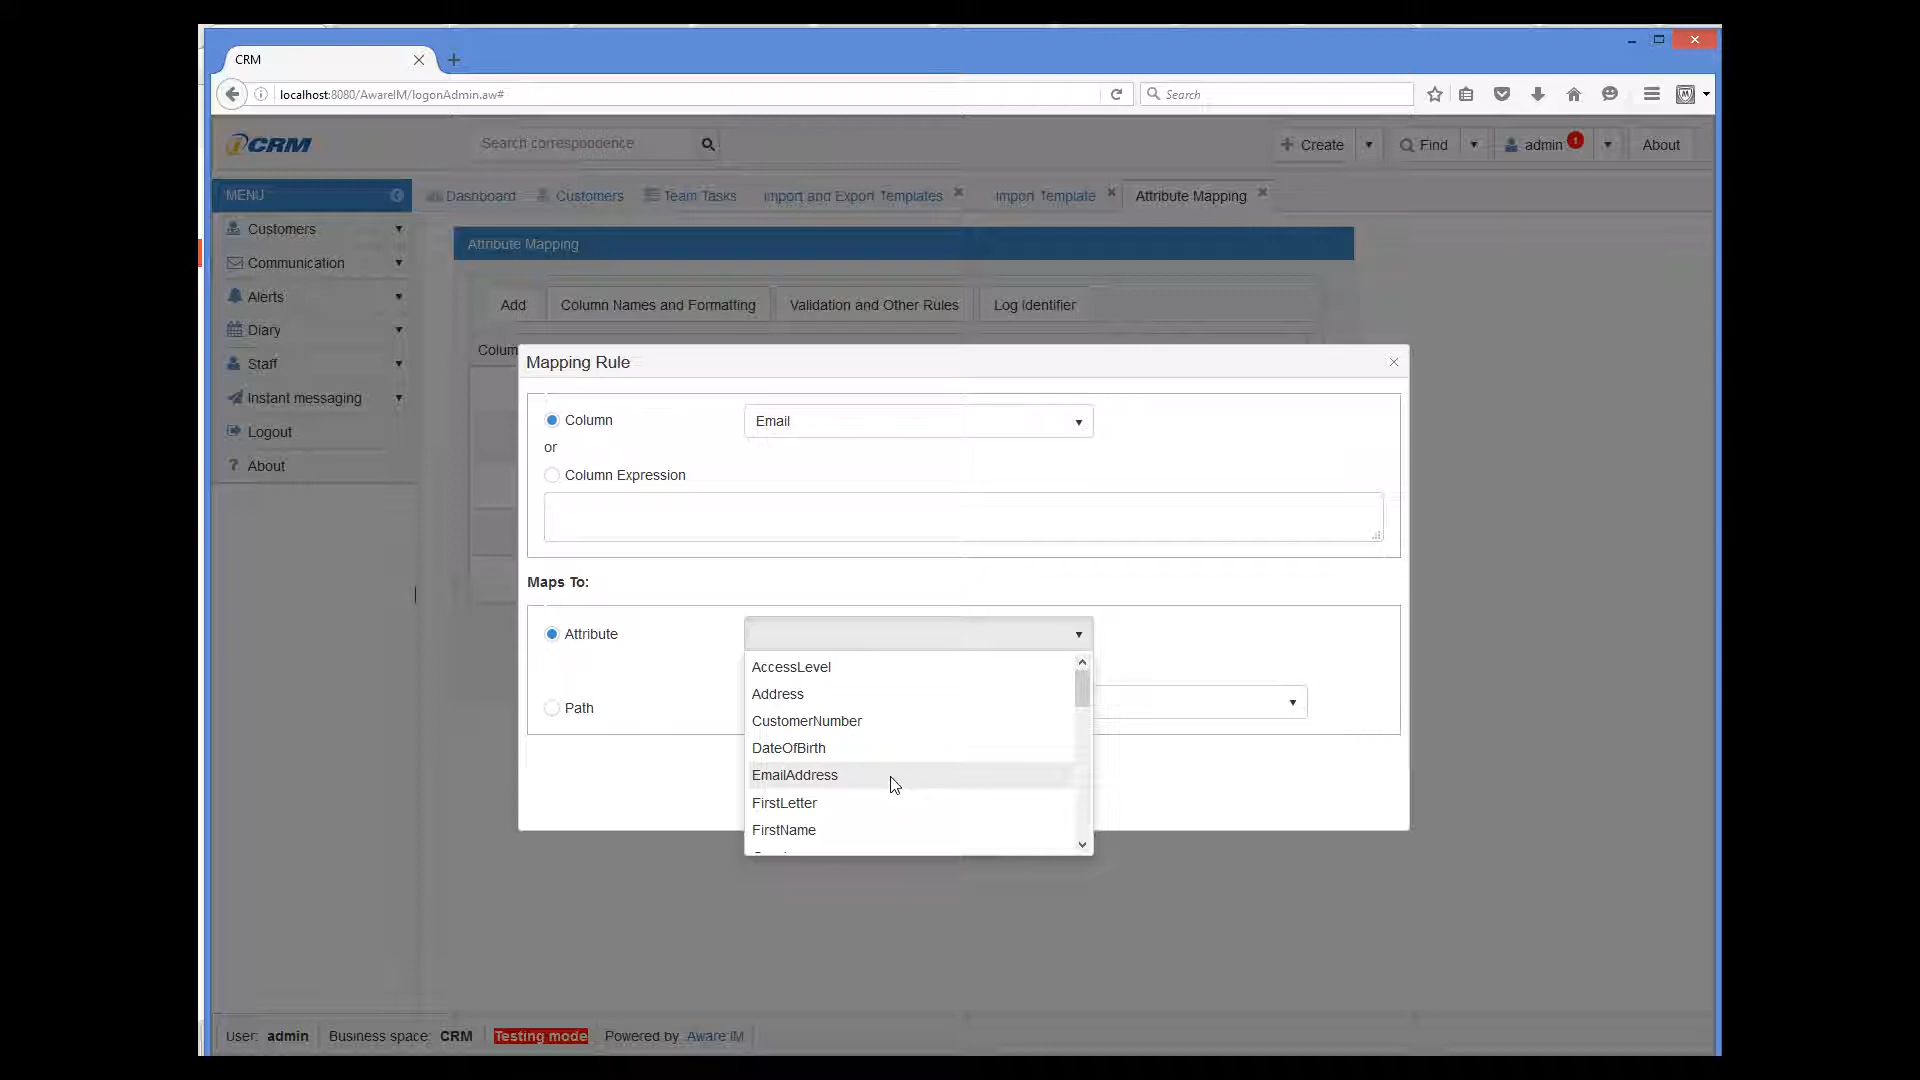 CRM
localhost:8080/AwareIM/logonAdmin.aw#
Search
CRM
Search correspondence
Create
Find
admin
1
About
MENU
Dashboard
Customers
Team Tasks
Import and Export Templates
Import Template
Attribute Mapping
Customers
Communication
Alerts
Diary
Staff
Instant messaging
Logout
? About
Attribute Mapping
Add
Column Names and Formatting
Validation and Other Rules
Log Identifier
Colum
Mapping Rule
Column
Email
or
Column Expression
Maps To:
Attribute
Path
AccessLevel
Address
CustomerNumber
DateOfBirth
EmailAddress
FirstLetter
FirstName
User: admin
Business space: CRM
Testing mode
Powered by Aware IM